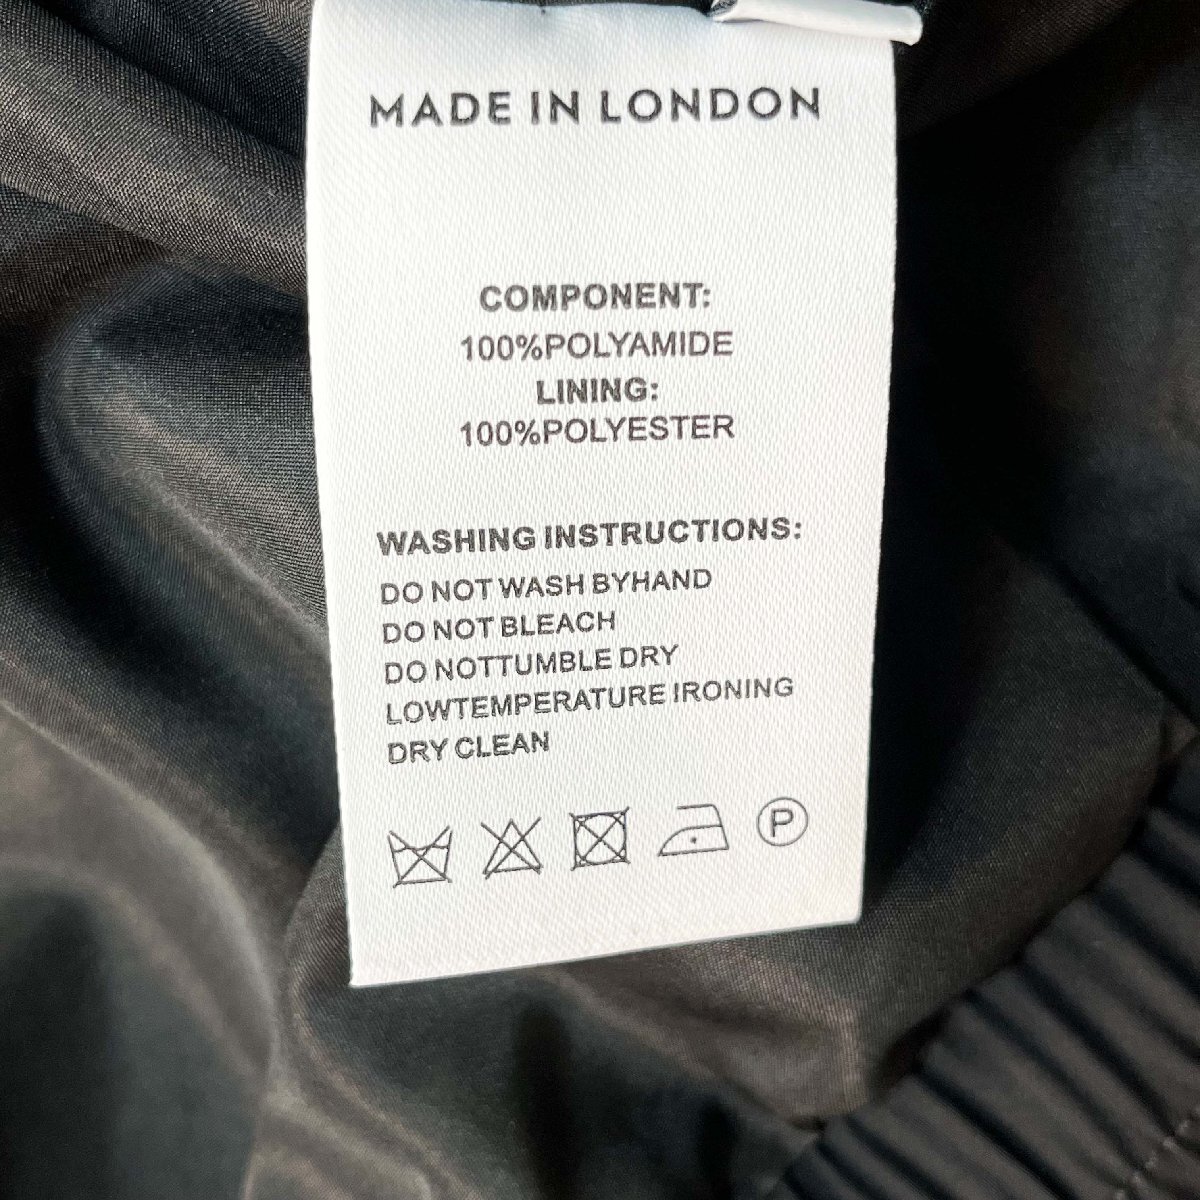 MADE IN LONDON
COMPONENT:
100%POLYAMIDE
LINING:
100%POLYESTER
WASHING INSTRUCTIONS:
DO NOT WASH BYHAND
DO NOT BLEACH
DO NOTTUMBLE DRY
LOWTEMPERATURE IRONING
DRY CLEAN
P